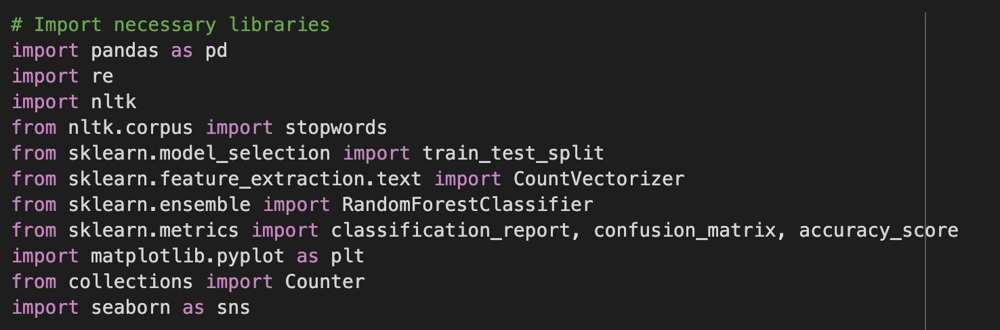 # Import necessary libraries
import pandas as pd
import re
import nltk
from nltk.corpus import stopwords
from sklearn.model_selection import train_test_split
from sklearn.feature_extraction.text import CountVectorizer
from sklearn.ensemble import RandomForestClassifier
from sklearn.metrics import classification_report, confusion_matrix, accuracy_score
import matplotlib.pyplot as plt
from collections import Counter
import seaborn as sns